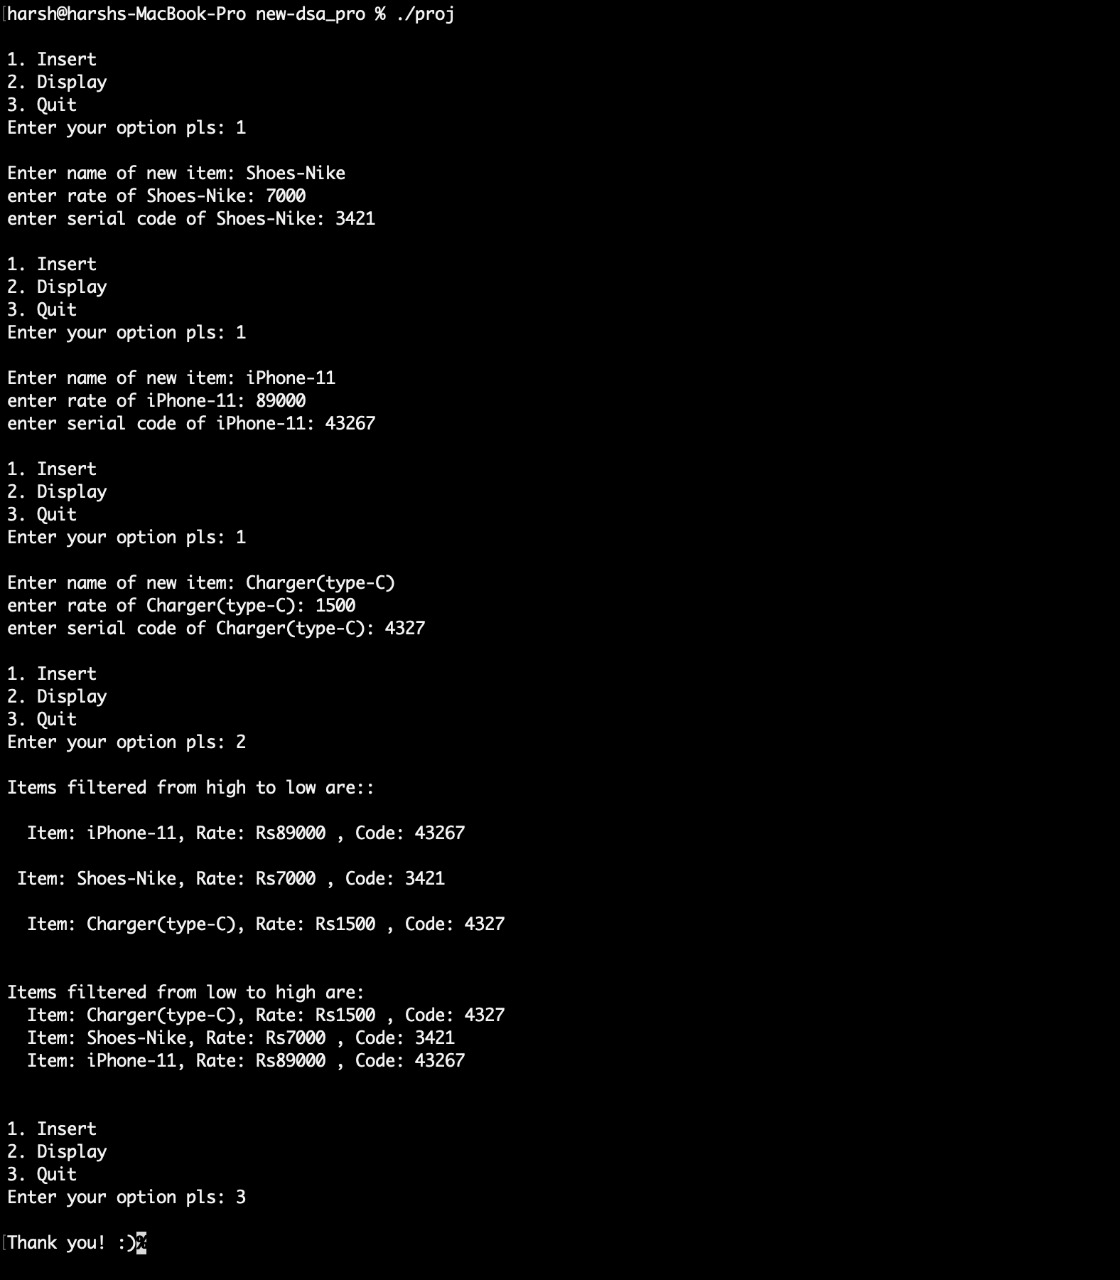 [harsh@harshs-MacBook-Pro new-dsa_pro % ./proj
1. Insert
2. Display
3. Quit
Enter your option pls: 1
Enter name of new item: Shoes-Nike
enter rate of Shoes-Nike: 7000
enter serial code of Shoes-Nike: 3421
1. Insert
2. Display
3. Quit
Enter your option pls: 1
Enter name of new item: iPhone-11
enter rate of iPhone-11: 89000
enter serial code of iPhone-11: 43267
1. Insert
2. Display
3. Quit
Enter your option pls: 1
Enter name of new item: Charger(type-C)
enter rate of Charger(type-C): 1500
enter serial code of Charger(type-C): 4327
1. Insert
2. Display
3. Quit
Enter your option pls: 2
Items filtered from high to low are::
Item: iPhone-11, Rate: Rs89000 , Code: 43267
Item: Shoes-Nike, Rate: Rs7000 , Code: 3421
Item: Charger(type-C), Rate: Rs1500 , Code: 4327
Items filtered from low to high are:
Item: Charger(type-C), Rate: Rs1500 , Code: 4327
Item: Shoes-Nike, Rate: Rs7000 , Code: 3421
Item: iPhone-11, Rate: Rs89000 , Code: 43267
1. Insert
2. Display
3. Quit
Enter your option pls: 3
[Thank you! :)%